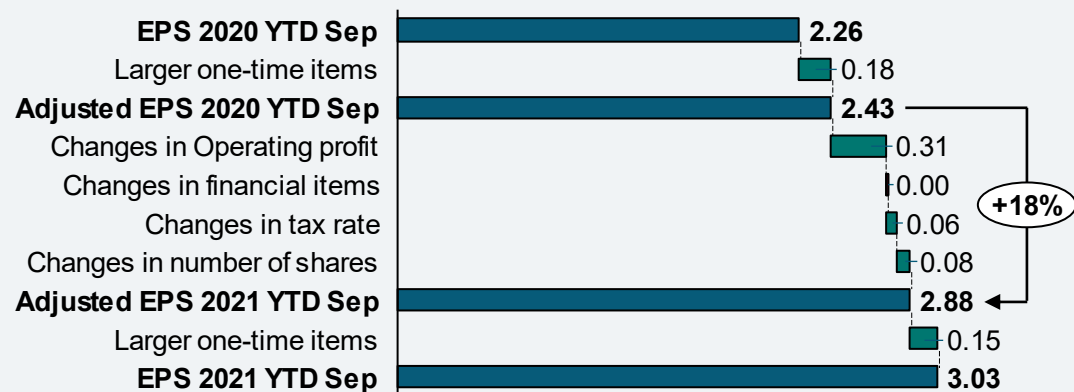 EPS 2020 YTD Sep 2.26
Larger one-time items 0.18
Adjusted EPS 2020 YTD Sep 2.43
Changes in Operating profit 0.31
Changes in financial items 0.00
+18%
Changes in tax rate 0.06
Changes in number of shares 0.08
Adjusted EPS 2021 YTD Sep 2.88
Larger one-time items 0.15
EPS 2021 YTD Sep 3.03